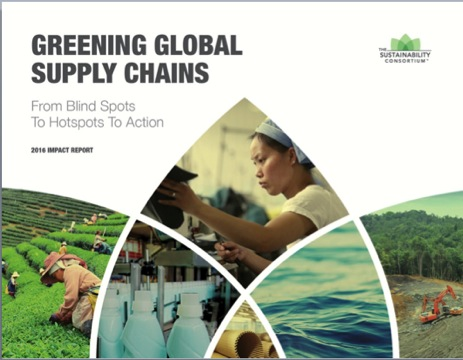 GREENING GLOBAL
SUPPLY CHAINS
THE
SUSTAINABILITY
CONSORTIUM
From Blind Spots
To Hotspots To Action
2016 IMPACT REPORT